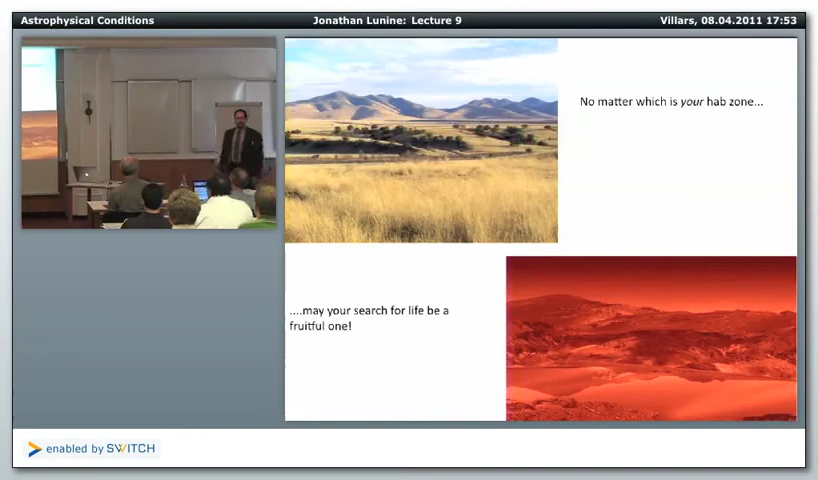 Astrophysical Conditions
Jonathan Lunine: Lecture 9
Villars, 08.04.2011 17:53
No matter which is your hab zone...
....may your search for life be a
fruitful one!
enabled by SWITCH